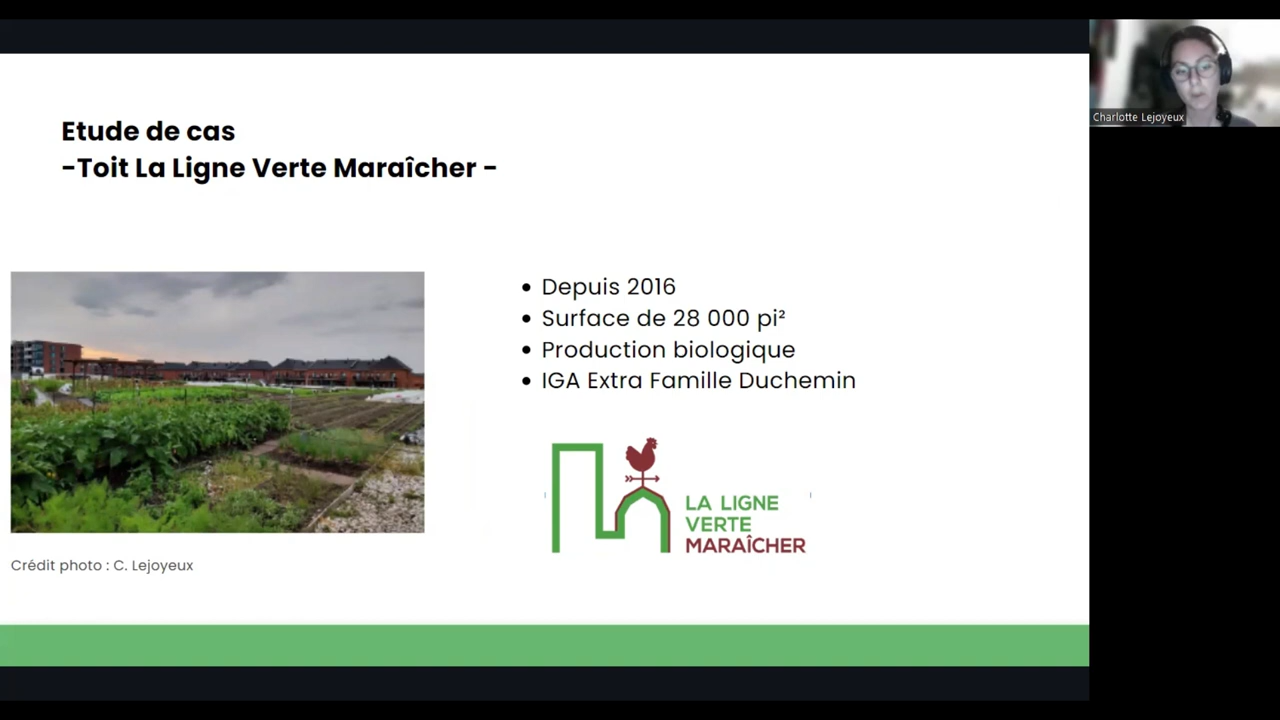 Etude de cas
-Toit La Ligne Verte Maraîcher -
• Depuis 2016
• Surface de 28 000 pi²
• Production biologique
• IGA Extra Famille Duchemin
LA LIGNE
VERTE
MARAÎCHER
Crédit photo : C. Lejoyeux
Charlotte Lejoyeux